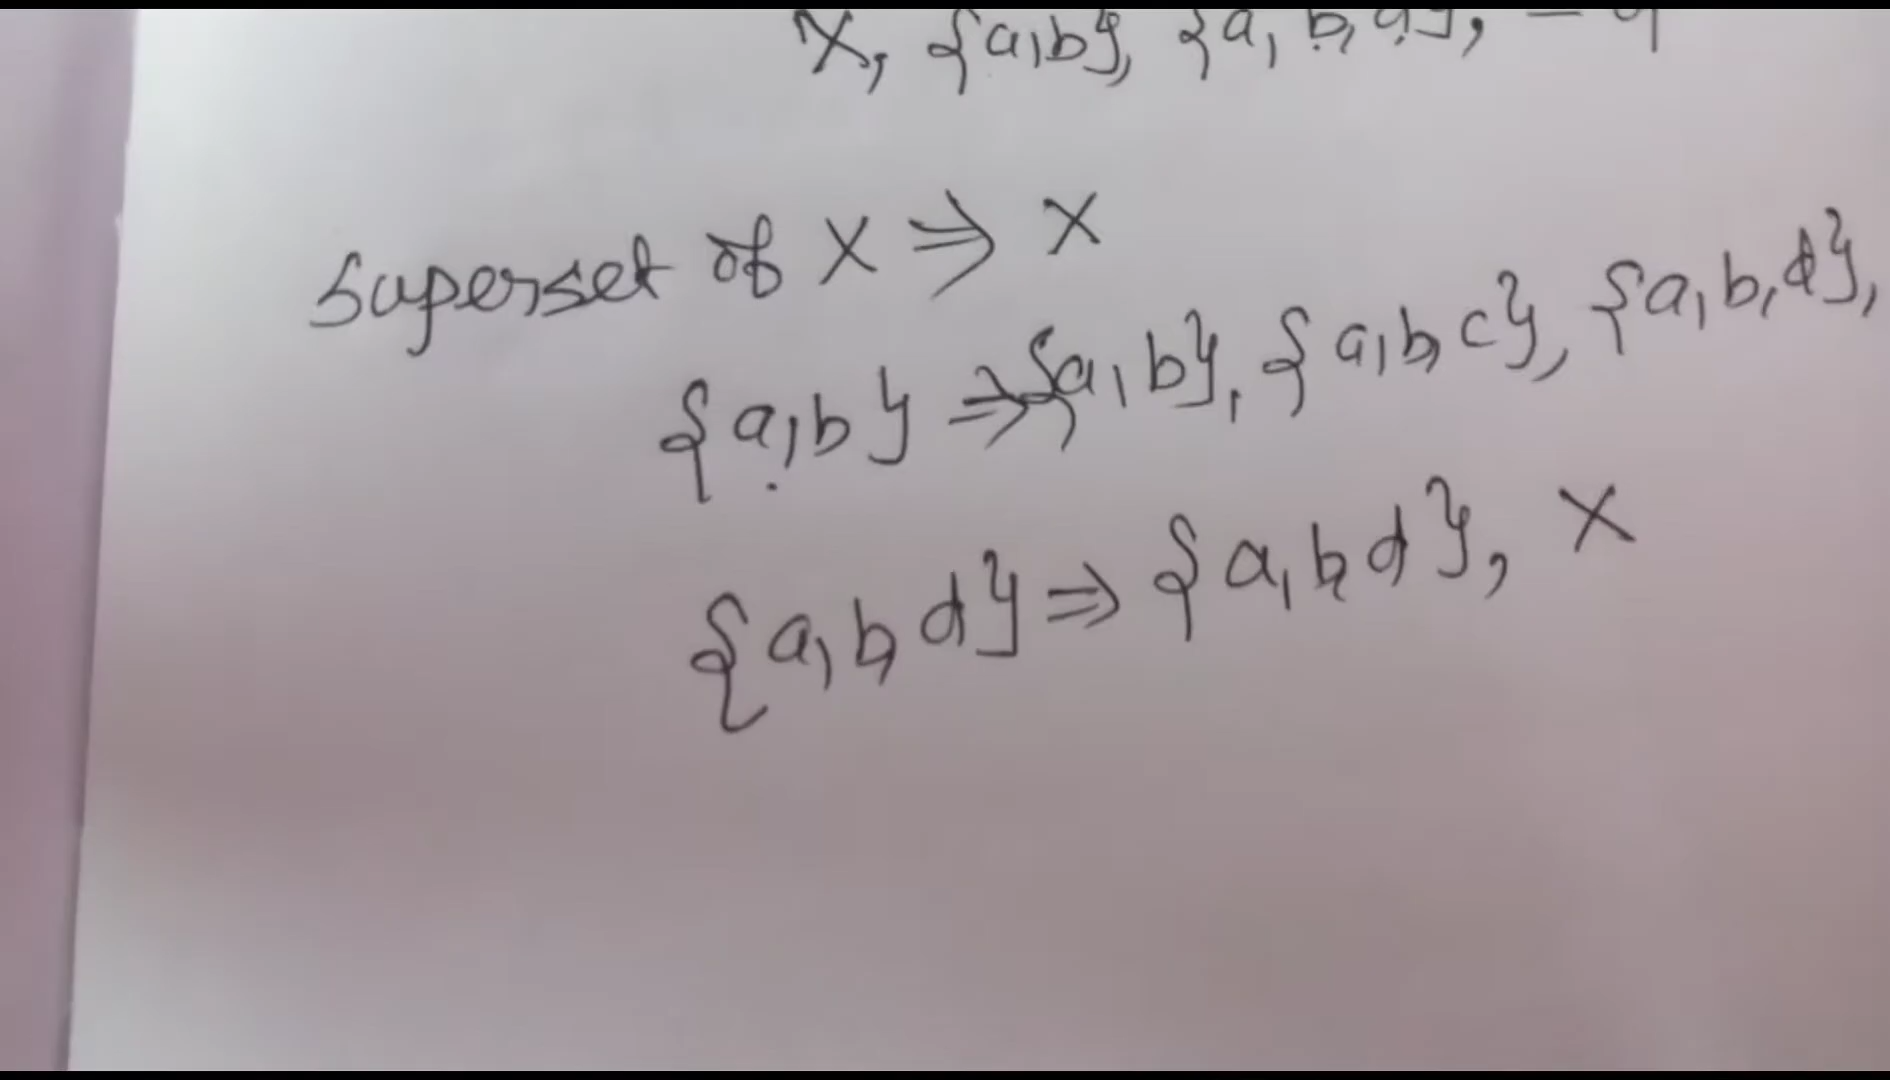 X, {a,b}, {a, b, d},
Superset of X ⇒ X
{a,b} ⇒ {a,b}, {a,b,c}, {a,b,d},
{a,b,d} ⇒ {a,b,d}, X